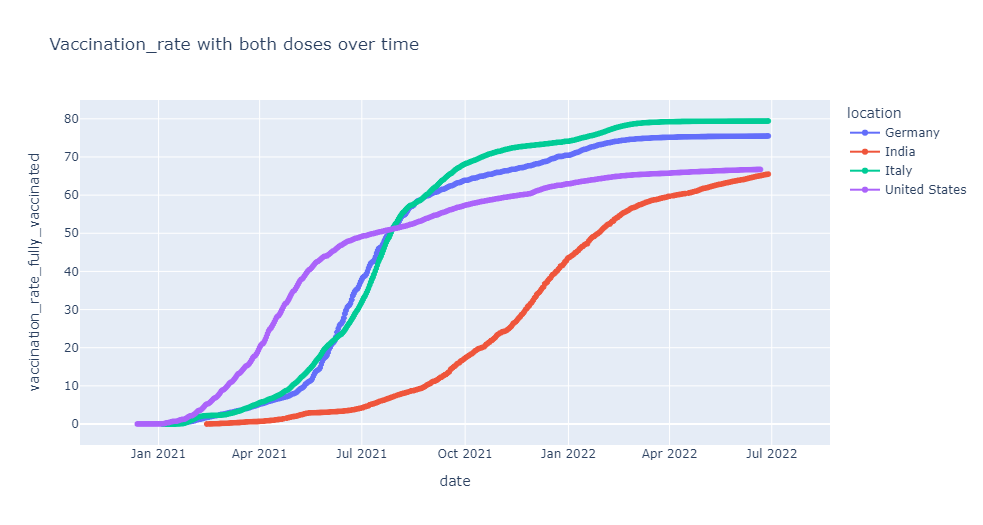 Vaccination_rate with both doses over time
location
Germany
India
Italy
United States
vaccination_rate_fully_vaccinated
80
70
60
50
40
30
20
10
0
Jan 2021 Apr 2021 Jul 2021 Oct 2021 Jan 2022 Apr 2022 Jul 2022
date